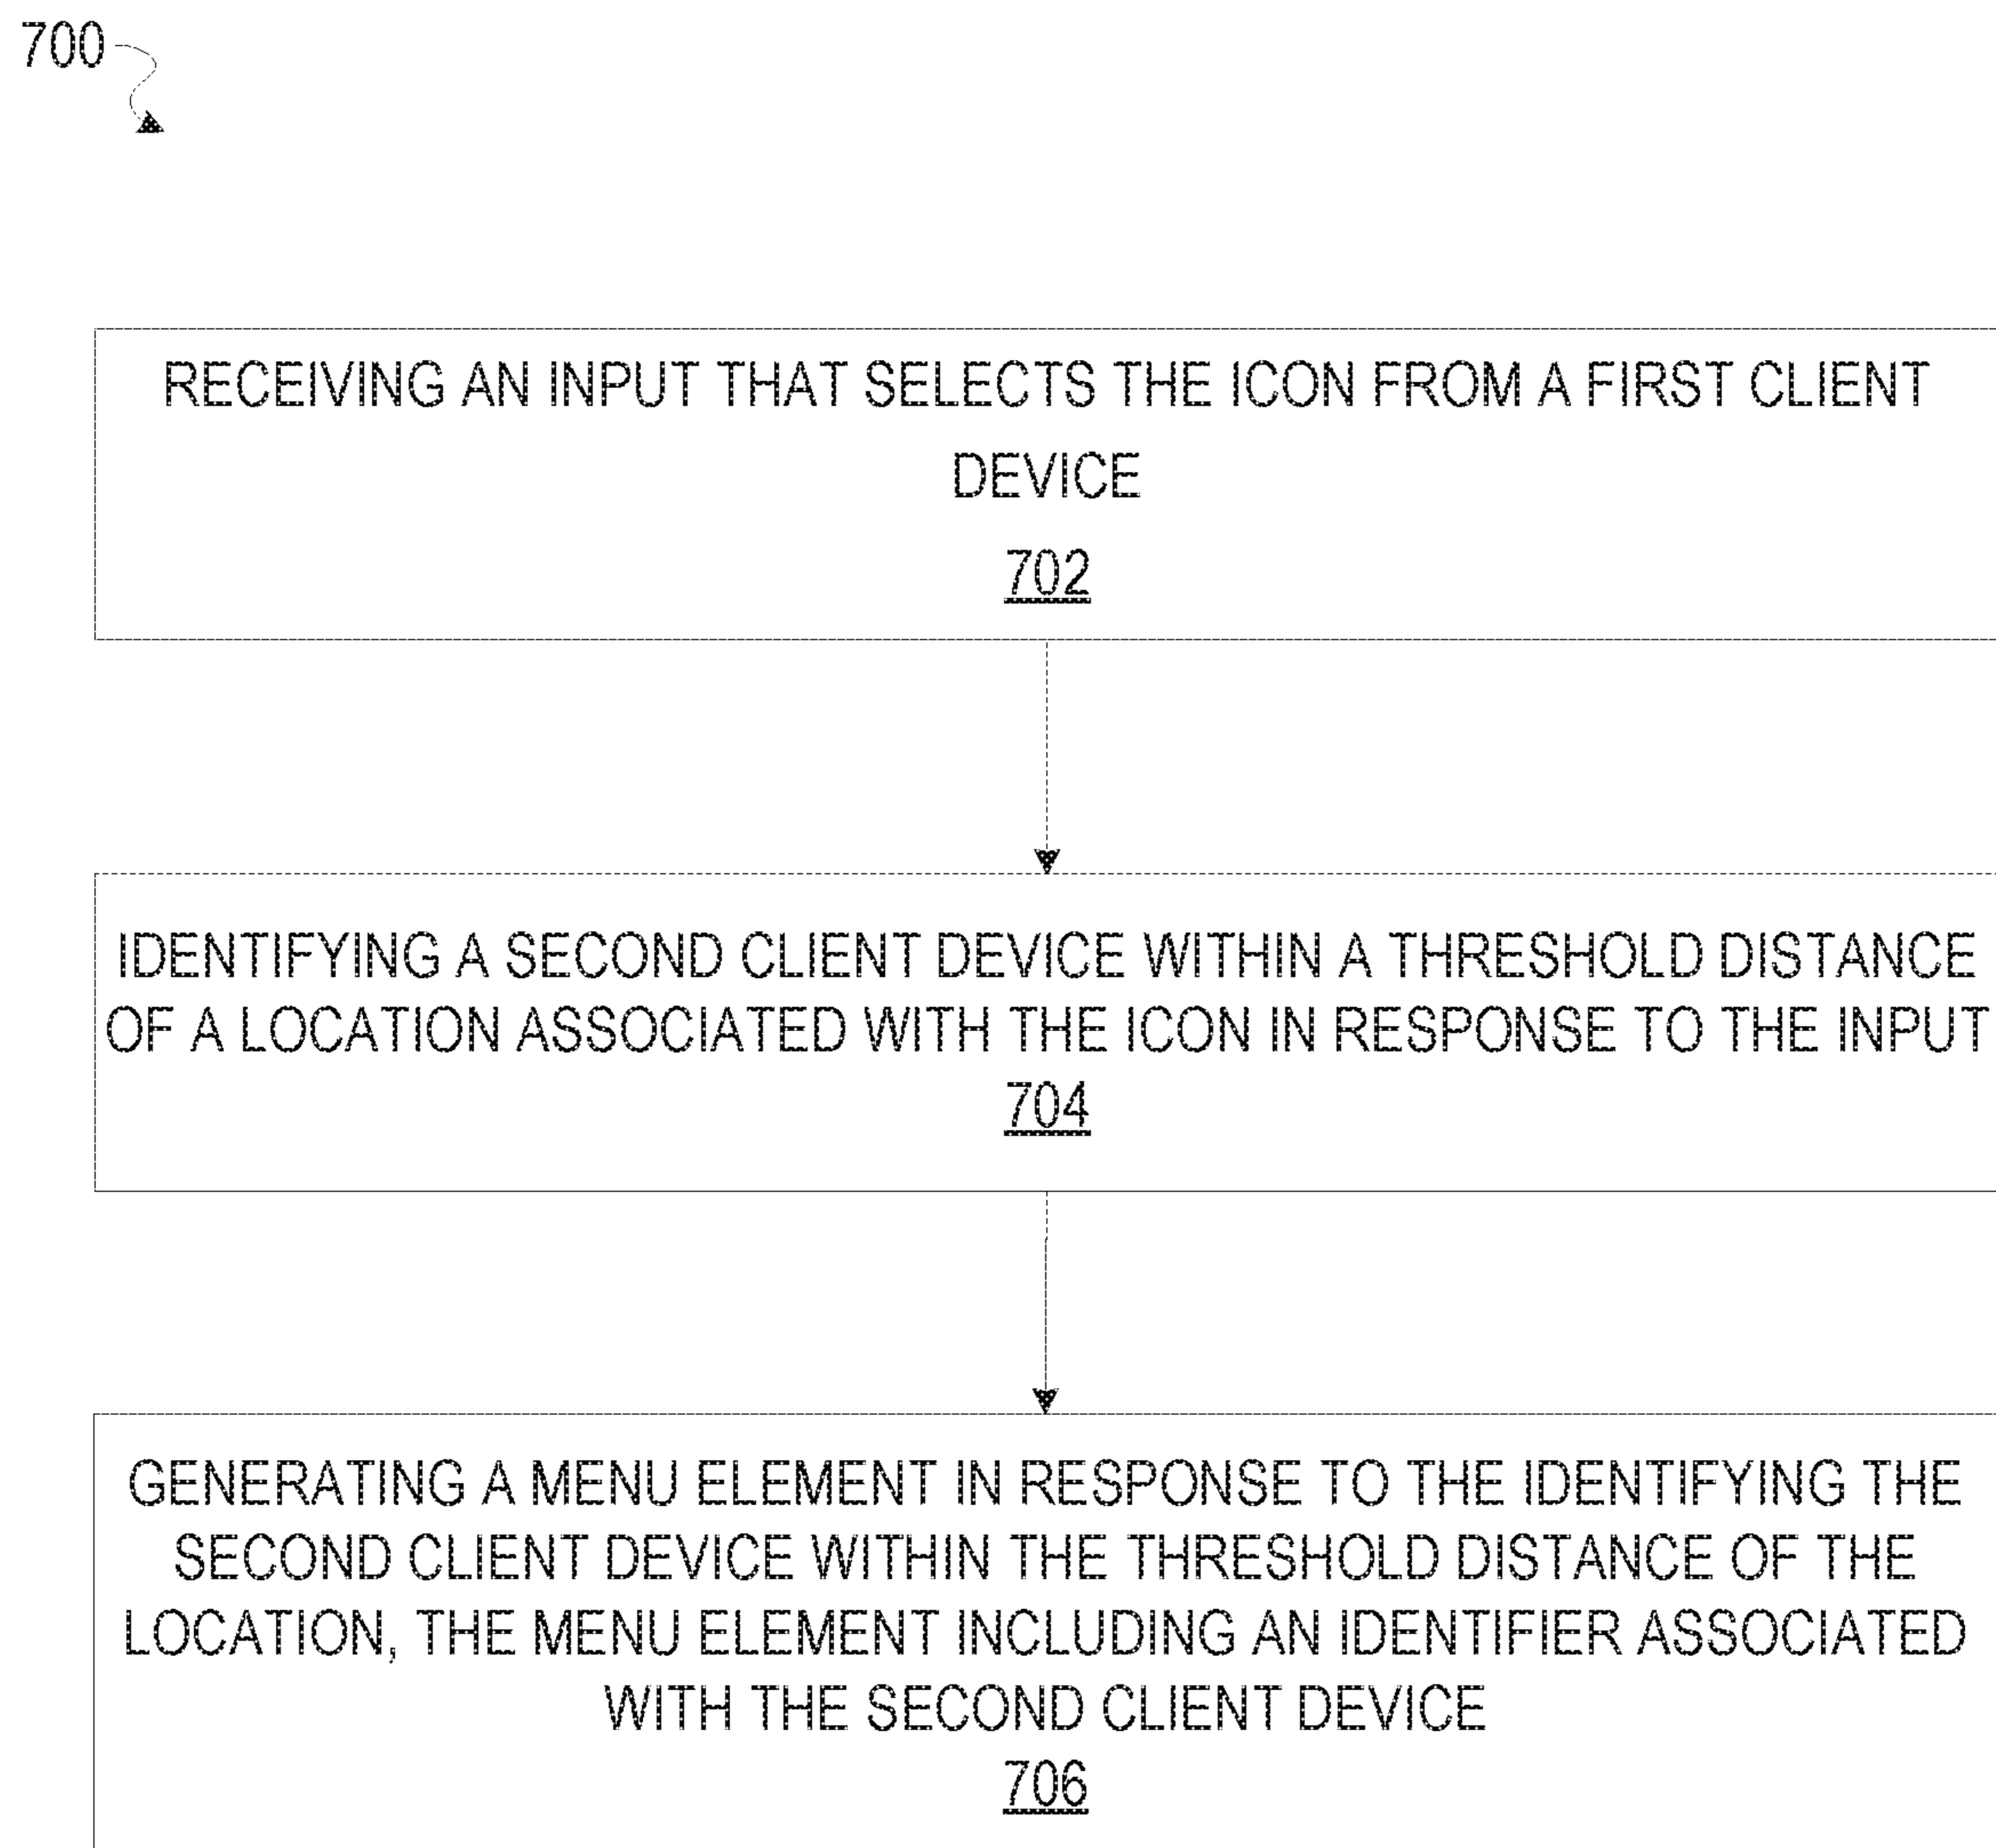 700
RECEIVING AN INPUT THAT SELECTS THE ICON FROM A FIRST CLIENT
DEVICE
702
IDENTIFYING A SECOND CLIENT DEVICE WITHIN A THRESHOLD DISTANCE
OF A LOCATION ASSOCIATED WITH THE ICON IN RESPONSE TO THE INPUT
704
GENERATING A MENU ELEMENT IN RESPONSE TO THE IDENTIFYING THE
SECOND CLIENT DEVICE WITHIN THE THRESHOLD DISTANCE OF THE
LOCATION, THE MENU ELEMENT INCLUDING AN IDENTIFIER ASSOCIATED
WITH THE SECOND CLIENT DEVICE
706